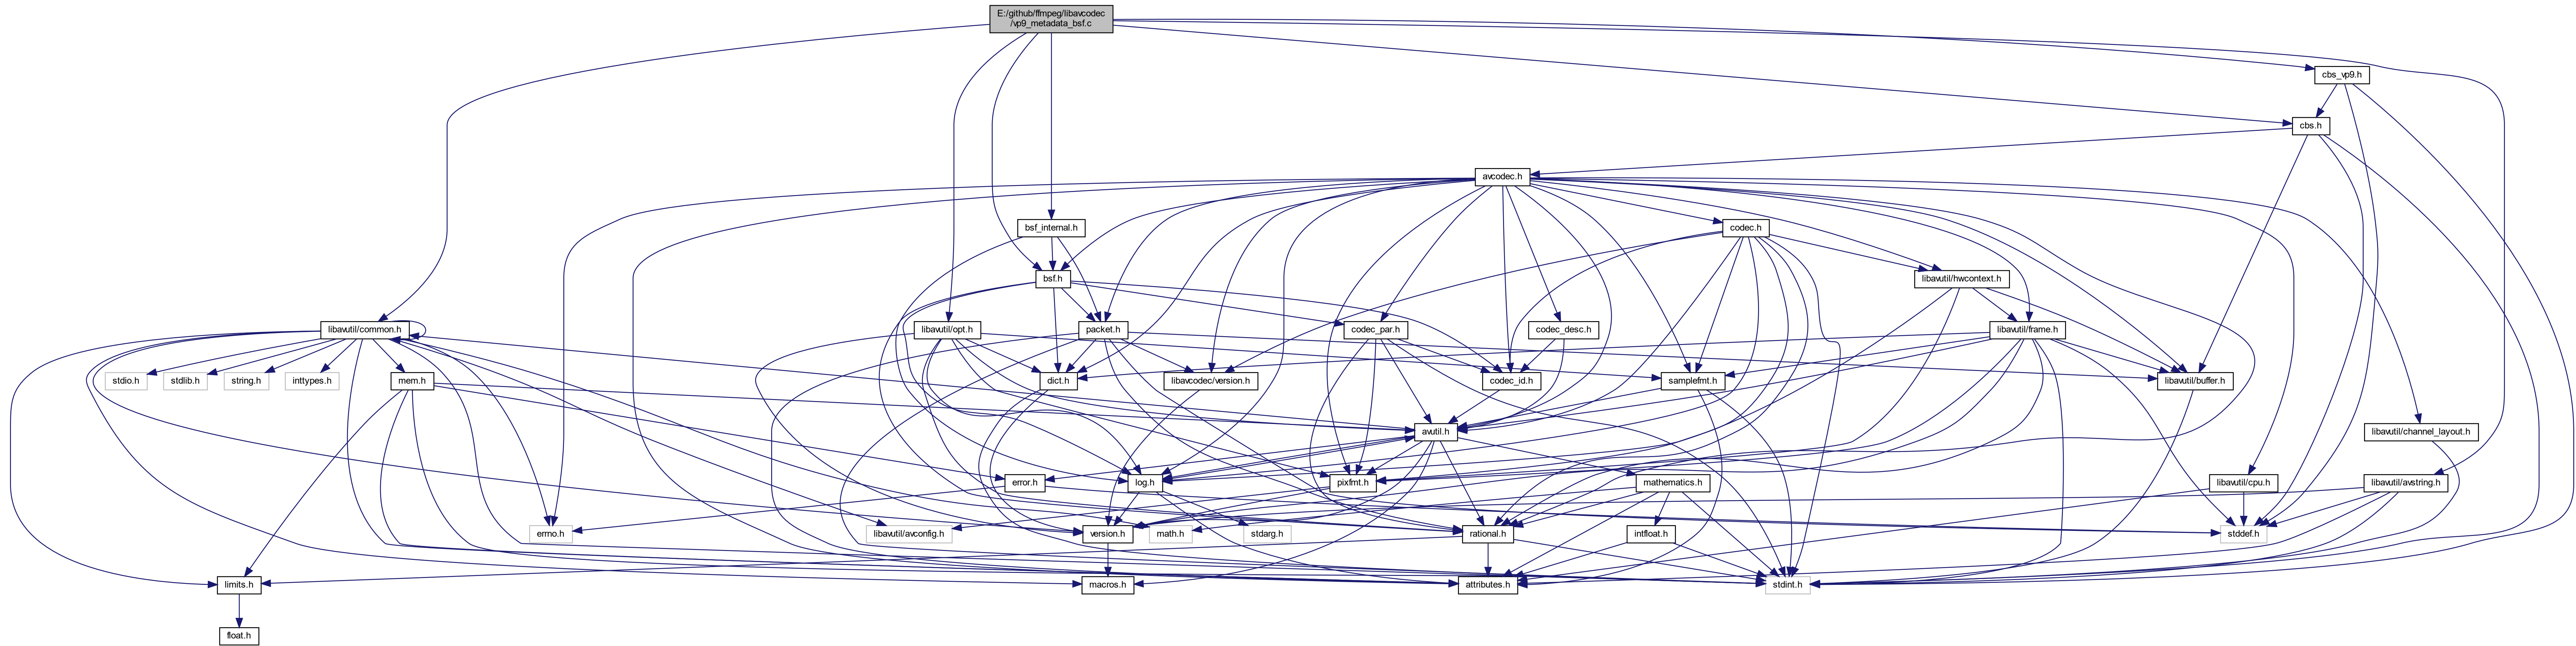 E:/github/ffmpeg/libavcodec
/vp9_metadata_bsf.c
cbs_vp9.h
cbs.h
avcodec.h
bsf_internal.h
codec.h
bsf.h
libavutil/hwcontext.h
libavutil/common.h
libavutil/opt.h
packet.h
codec_par.h
codec_desc.h
libavutil/frame.h
stdio.h
stdlib.h
string.h
inttypes.h
mem.h
dict.h
libavcodec/version.h
codec_id.h
samplefmt.h
libavutil/buffer.h
avutil.h
libavutil/channel_layout.h
error.h
log.h
pixfmt.h
mathematics.h
libavutil/cpu.h
libavutil/avstring.h
errno.h
libavutil/avconfig.h
version.h
math.h
stdarg.h
rational.h
intfloat.h
stddef.h
limits.h
macros.h
attributes.h
stdint.h
float.h